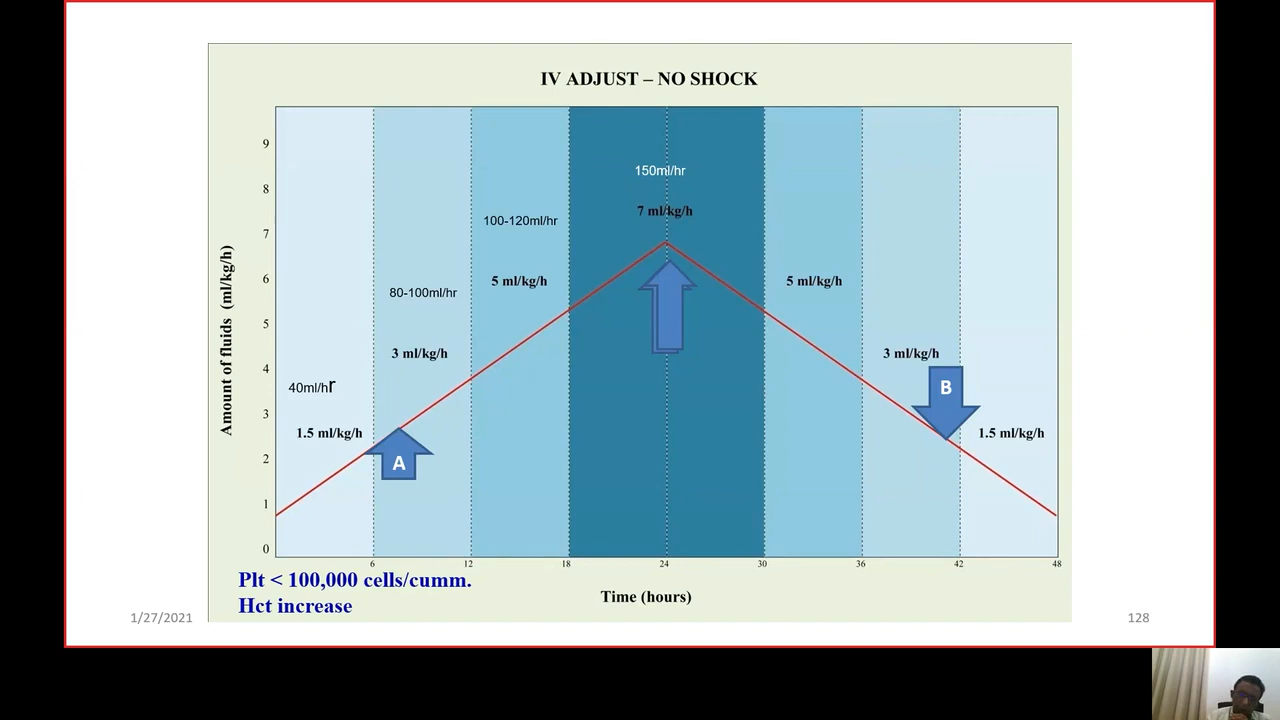 IV ADJUST – NO SHOCK
Amount of fluids (ml/kg/h)
9
8
7
6
5
4
3
2
1
0
150ml/hr
7 ml/kg/h
100-120ml/hr
5 ml/kg/h
5 ml/kg/h
80-100ml/hr
3 ml/kg/h
3 ml/kg/h
40ml/hr
1.5 ml/kg/h
1.5 ml/kg/h
A
B
6 12 18 24 30 36 42 48
Time (hours)
Plt < 100,000 cells/cumm.
Hct increase
1/27/2021
128